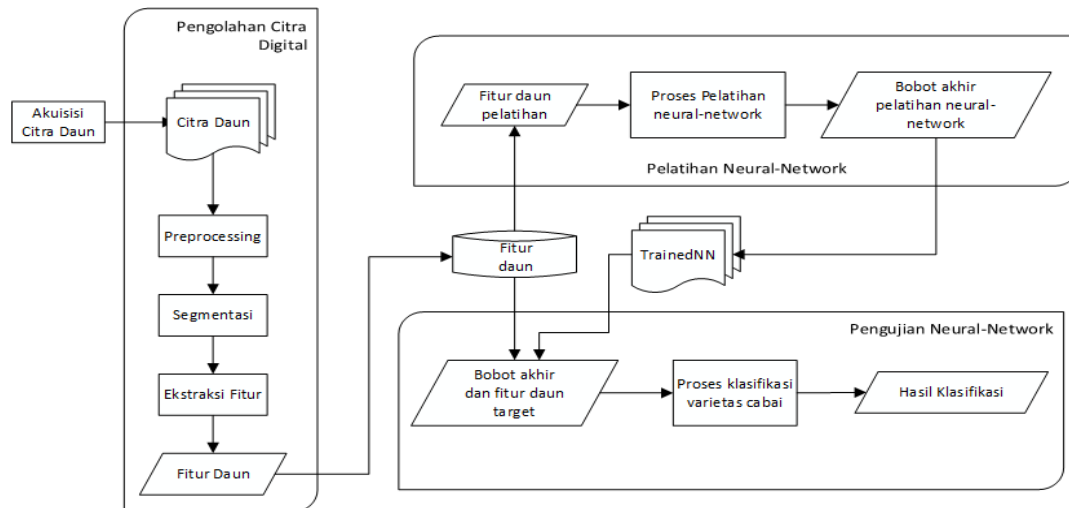 Pengolahan Citra
Digital
Akuisisi
Citra Daun
Citra Daun
Preprocessing
Segmentasi
Ekstraksi Fitur
Fitur Daun
Fitur daun
pelatihan
Proses Pelatihan
neural-network
Bobot akhir
pelatihan neural-
network
Pelatihan Neural-Network
Fitur
daun
TrainedNN
Pengujian Neural-Network
Bobot akhir
dan fitur daun
target
Proses klasifikasi
varietas cabai
Hasil Klasifikasi